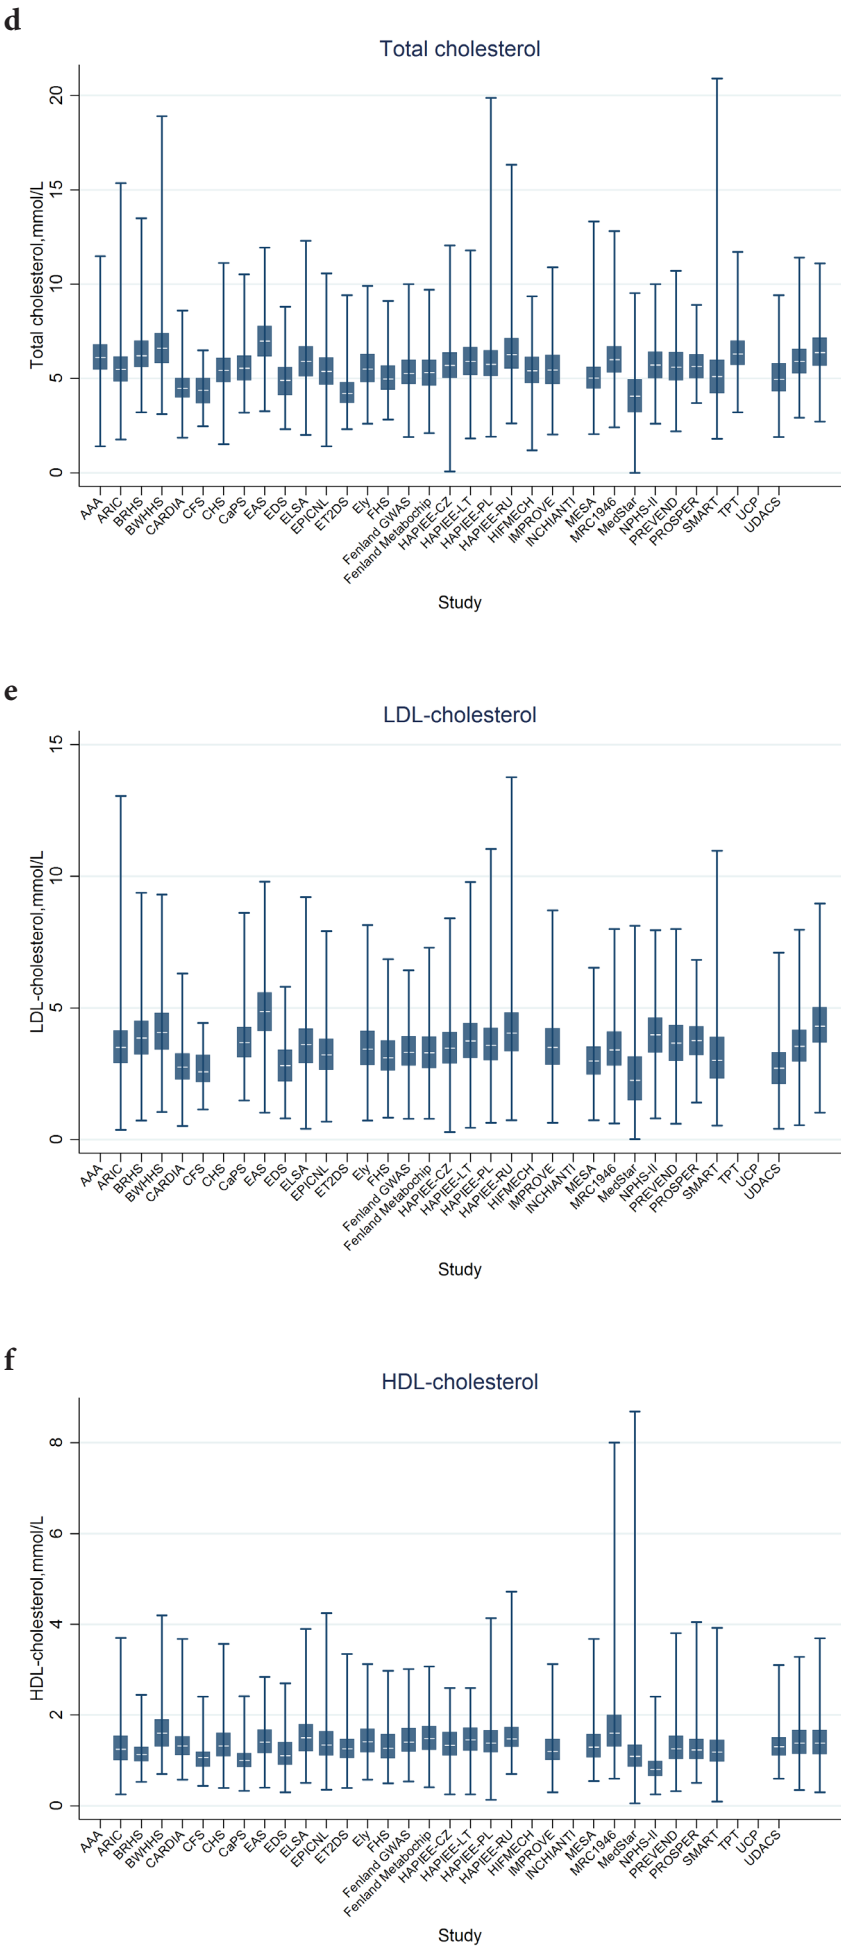 d
Total cholesterol
Total cholesterol,mmol/L
20
15
10
5
0
AAA
ARIC
BRHS
BWHHS
CARDIA
CFS
CHS
CaPS
EAS
EDS
ELSA
EPICNL
ET2DS
Ely
FHS
Fenland GWAS
Fenland Metabochip
HAPIEE-CZ
HAPIEE-LT
HAPIEE-PL
HAPIEE-RU
HIFMECH
IMPROVE
INCHIANTI
MESA
MRC1946
MedStar
NPHS-II
PREVEND
PROSPER
SMART
TPT
UCP
UDACS
Study
e
LDL-cholesterol
LDL-cholesterol,mmol/L
15
10
5
0
AAA
ARIC
BRHS
BWHHS
CARDIA
CFS
CHS
CaPS
EAS
EDS
ELSA
EPICNL
ET2DS
Ely
FHS
Fenland GWAS
Fenland Metabochip
HAPIEE-CZ
HAPIEE-LT
HAPIEE-PL
HAPIEE-RU
HIFMECH
IMPROVE
INCHIANTI
MESA
MRC1946
MedStar
NPHS-II
PREVEND
PROSPER
SMART
TPT
UCP
UDACS
Study
f
HDL-cholesterol
HDL-cholesterol,mmol/L
8
6
4
2
0
AAA
ARIC
BRHS
BWHHS
CARDIA
CFS
CHS
CaPS
EAS
EDS
ELSA
EPICNL
ET2DS
Ely
FHS
Fenland GWAS
Fenland Metabochip
HAPIEE-CZ
HAPIEE-LT
HAPIEE-PL
HAPIEE-RU
HIFMECH
IMPROVE
INCHIANTI
MESA
MRC1946
MedStar
NPHS-II
PREVEND
PROSPER
SMART
TPT
UCP
UDACS
Study